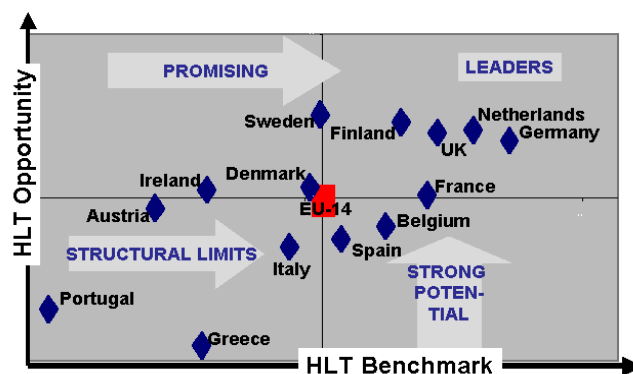 PROMISING
LEADERS
Sweden
Finland
Netherlands
UK
Germany
Ireland
Denmark
France
Austria
EU-14
Belgium
Spain
STRUCTURAL LIMITS
Italy
STRONG
POTEN-
TIAL
Portugal
Greece
HLT Opportunity
HLT Benchmark